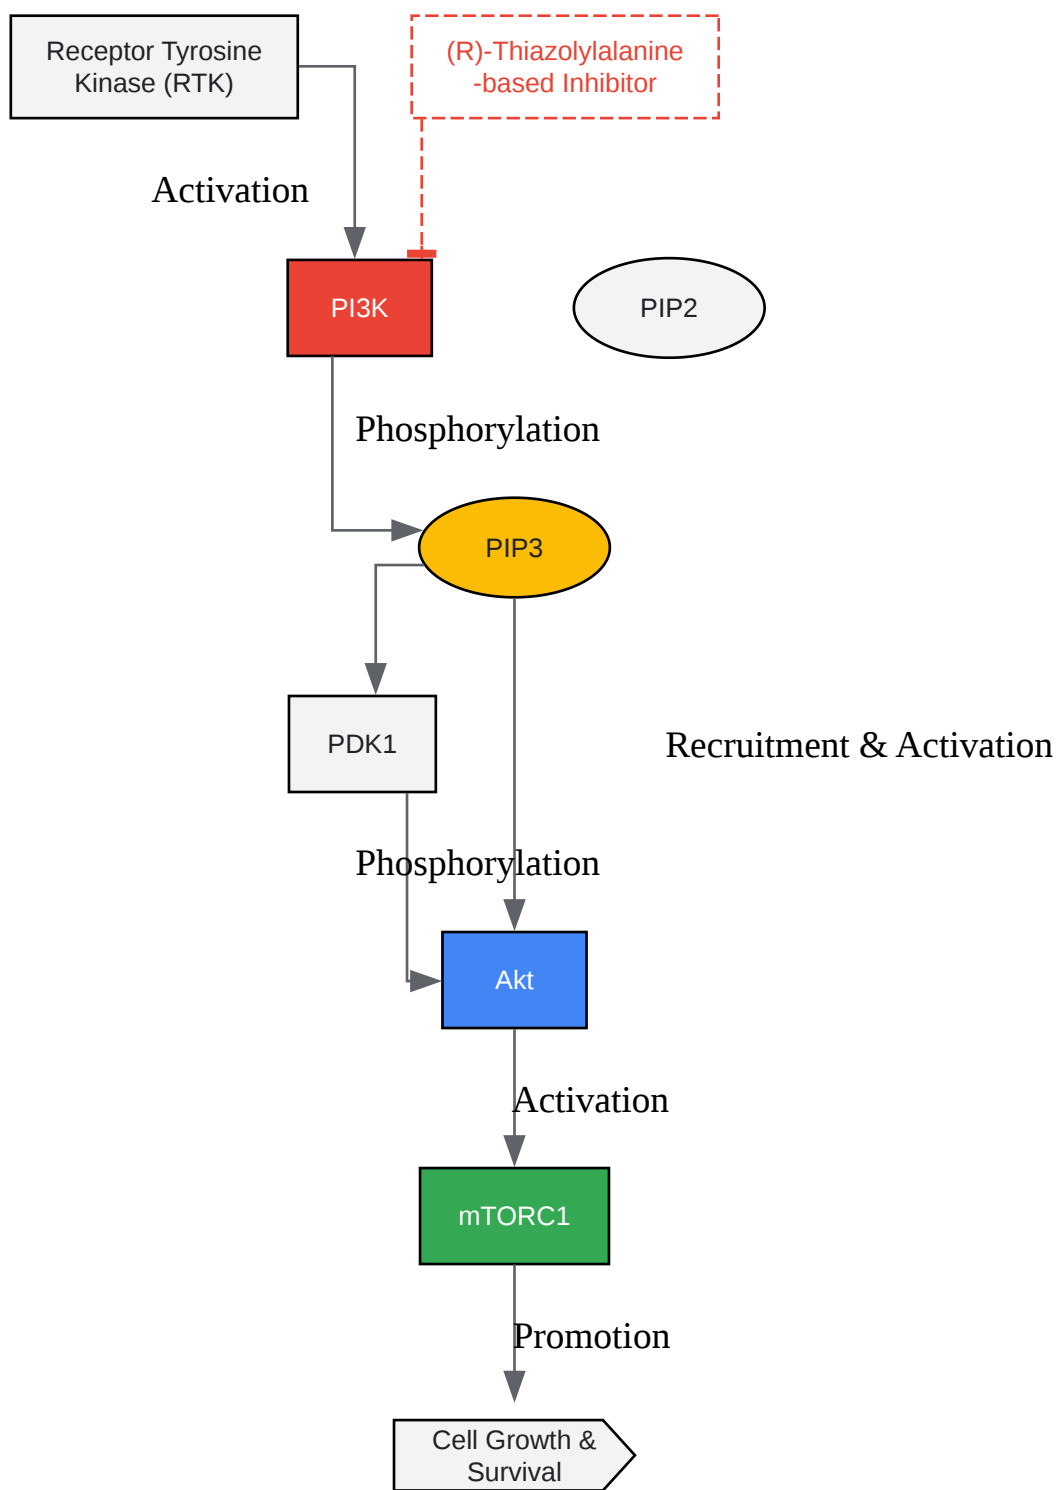 Receptor Tyrosine
Kinase (RTK)
(R)-Thiazolylalanine
-based Inhibitor
Activation
PI3K
PIP2
Phosphorylation
PIP3
PDK1
Recruitment & Activation
Phosphorylation
Akt
Activation
mTORC1
Promotion
Cell Growth &
Survival